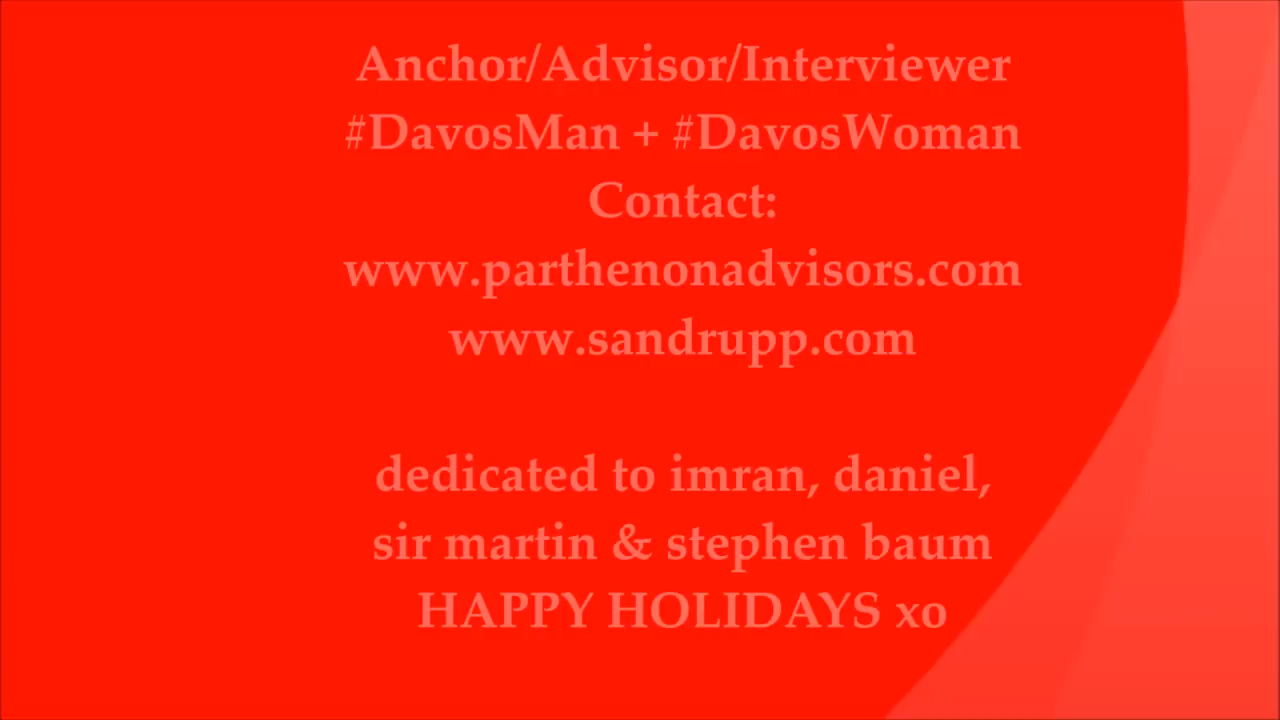 Anchor/Advisor/Interviewer
#DavosMan + #DavosWoman
Contact:
www.parthenonadvisors.com
www.sandrupp.com
dedicated to imran, daniel,
sir martin & stephen baum
HAPPY HOLIDAYS xo